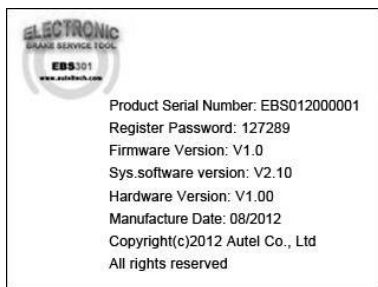 ELECTRONIC
BRAKE SERVICE TOOL
EBS301
www.auteltech.com
Product Serial Number: EBS012000001
Register Password: 127289
Firmware Version: V1.0
Sys.software version: V2.10
Hardware Version: V1.00
Manufacture Date: 08/2012
Copyright(c)2012 Autel Co., Ltd
All rights reserved